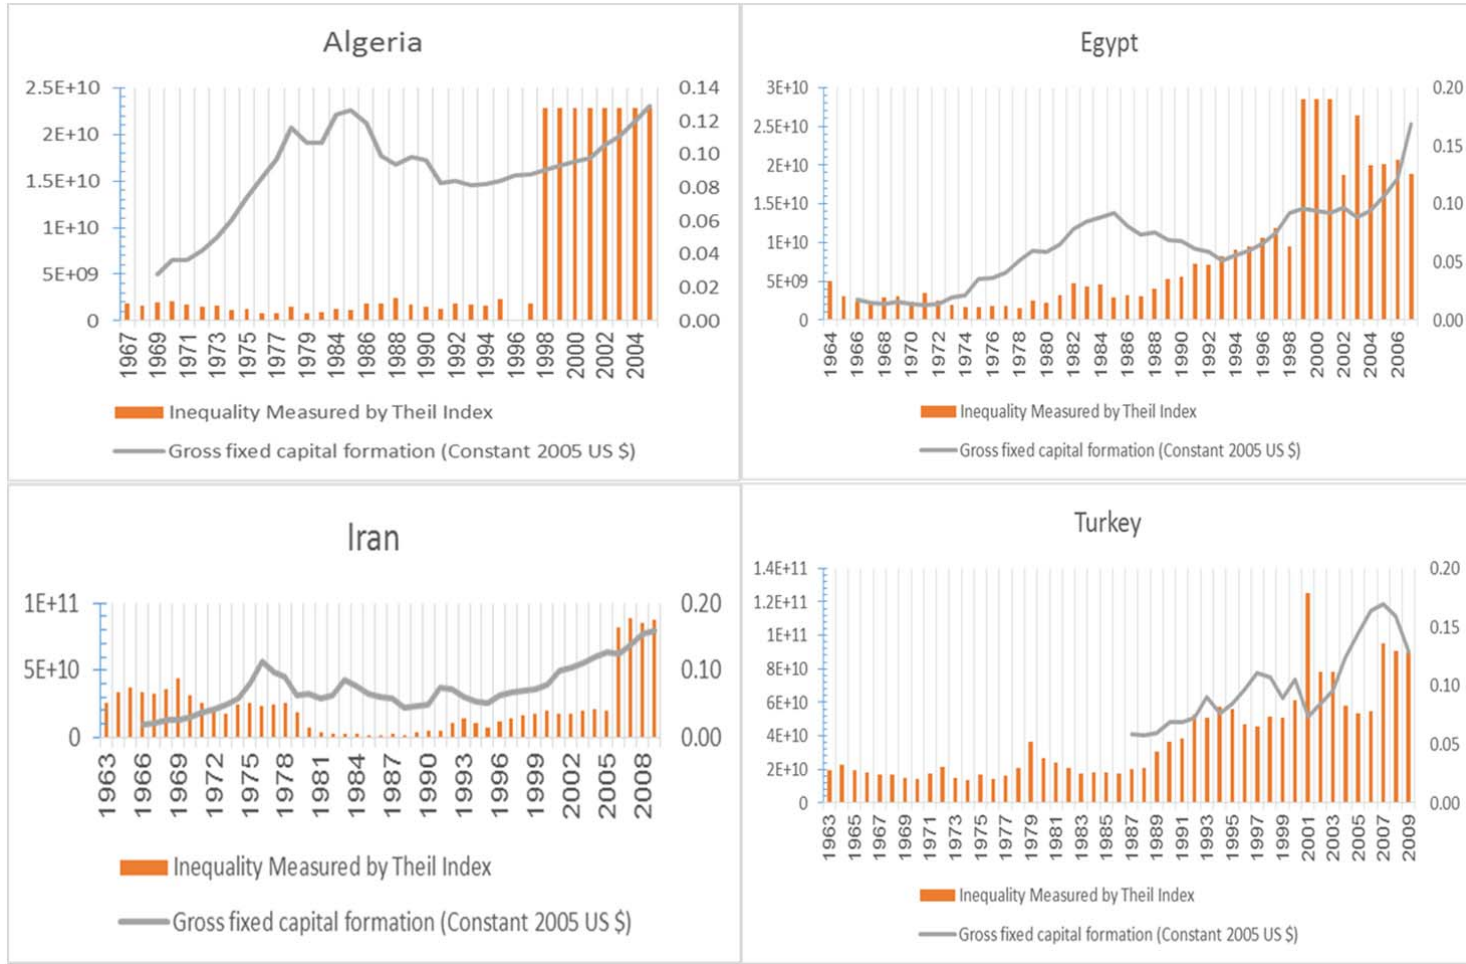 Algeria
2.5E+10
2E+10
1.5E+10
1E+10
5E+09
0
0.14
0.12
0.10
0.08
0.06
0.04
0.02
0.00
1967 1969 1971 1973 1975 1977 1979 1984 1986 1988 1990 1992 1994 1996 1998 2000 2002 2004
Inequality Measured by Theil Index
Gross fixed capital formation (Constant 2005 US $)
Egypt
3E+10
2.5E+10
2E+10
1.5E+10
1E+10
5E+09
0
0.20
0.15
0.10
0.05
0.00
1964 1966 1968 1970 1972 1974 1976 1978 1980 1982 1984 1986 1988 1990 1992 1994 1996 1998 2000 2002 2004 2006
Inequality Measured by Theil Index
Gross fixed capital formation (Constant 2005 US $)
Iran
1E+11
5E+10
0
0.20
0.10
0.00
1963 1966 1969 1972 1975 1978 1981 1984 1987 1990 1993 1996 1999 2002 2005 2008
Inequality Measured by Theil Index
Gross fixed capital formation (Constant 2005 US $)
Turkey
1.4E+11
1.2E+11
1E+11
8E+10
6E+10
4E+10
2E+10
0
0.20
0.15
0.10
0.05
0.00
1963 1965 1967 1969 1971 1973 1975 1977 1979 1981 1983 1985 1987 1989 1991 1993 1995 1997 1999 2001 2003 2005 2007 2009
Inequality Measured by Theil Index
Gross fixed capital formation (Constant 2005 US $)